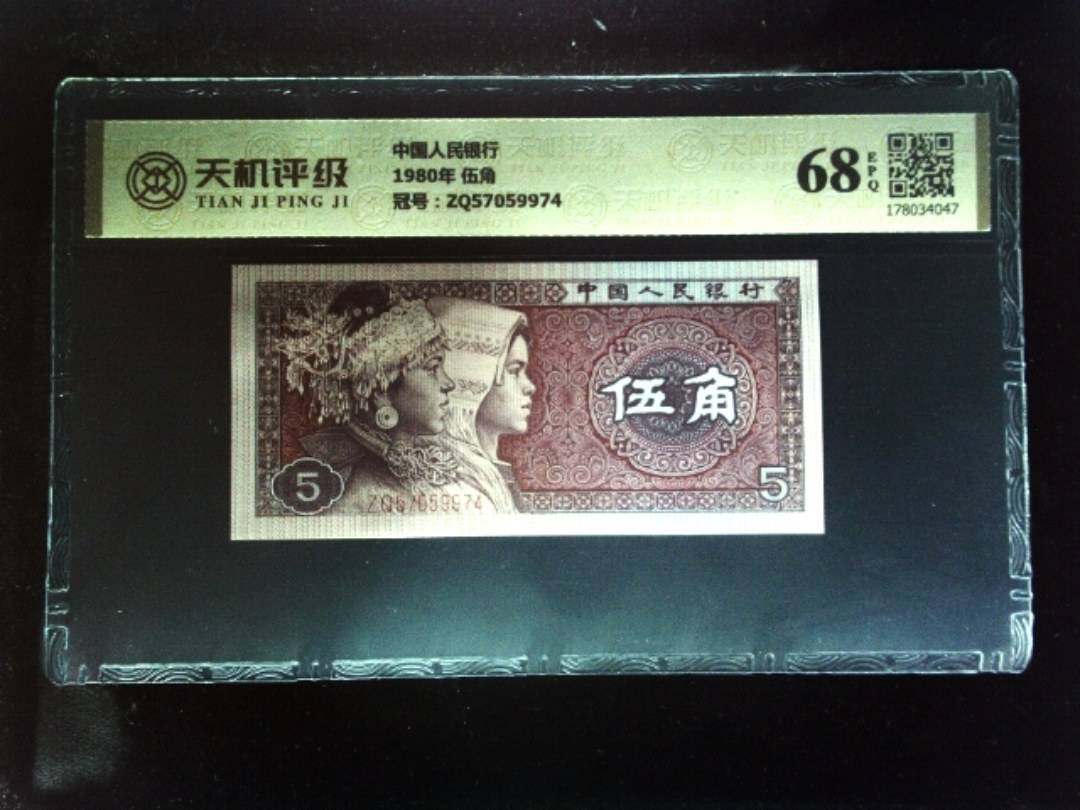 天机评级
TIAN JI PING JI
中国人民银行
1980年 伍角
冠号：ZQ57059974
68
EPQ
178034047
中国人民银行
伍角
5
ZQ57059974
5